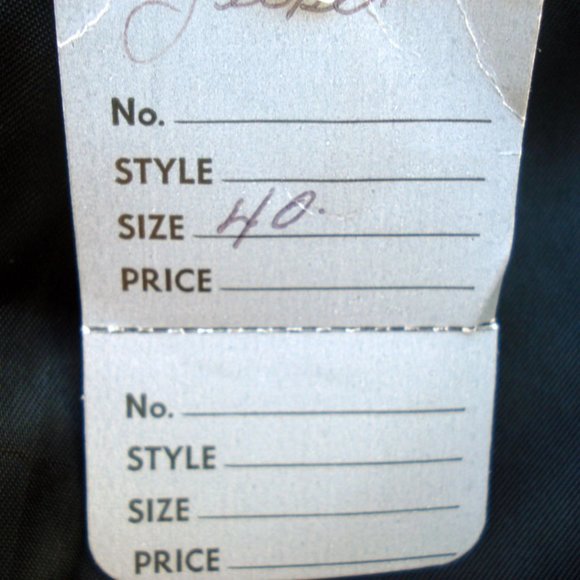 No.
STYLE
SIZE 40.
PRICE
No.
STYLE
SIZE
PRICE